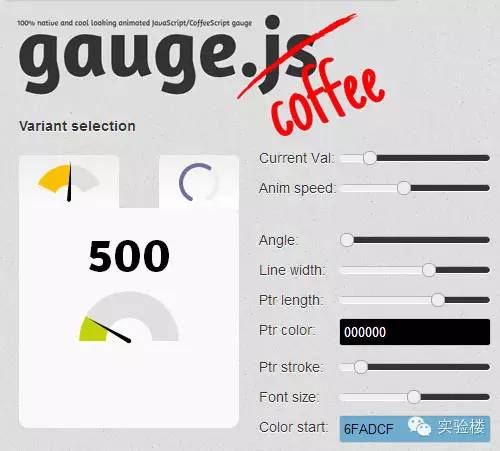 100% native and cool looking animated JavaScript/CoffeeScript gauge
gauge.js
coffee
Variant selection
500
Current Val:
Anim speed:
Angle:
Line width:
Ptr length:
Ptr color: 000000
Ptr stroke:
Font size:
Color start: 6FADCF
实验楼